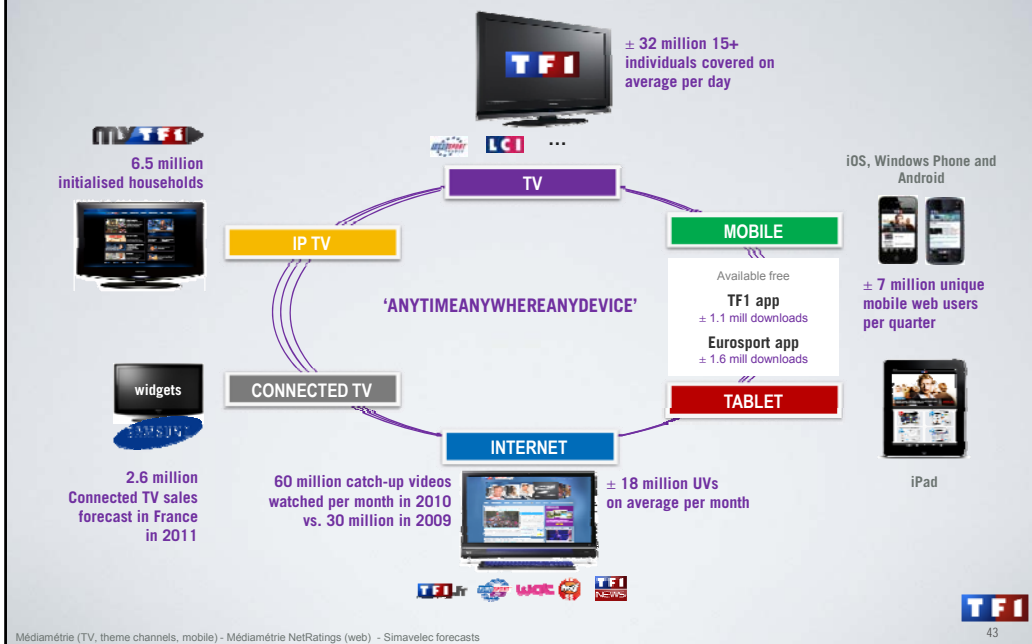 TF1
± 32 million 15+
individuals covered on
average per day
LCI
...
TV
MYTF1
6.5 million
initialised households
IP TV
iOS, Windows Phone and
Android
MOBILE
± 7 million unique
mobile web users
per quarter
Available free
TF1 app
± 1.1 mill downloads
Eurosport app
± 1.6 mill downloads
'ANYTIMEANYWHEREANYDEVICE'
widgets
SAMSUNG
CONNECTED TV
TABLET
INTERNET
2.6 million
Connected TV sales
forecast in France
in 2011
60 million catch-up videos
watched per month in 2010
vs. 30 million in 2009
± 18 million UVs
on average per month
iPad
TF1.fr
wat
TF1
NEWS
TF1
Médiamétrie (TV, theme channels, mobile) - Médiamétrie NetRatings (web) - Simavelec forecasts
43